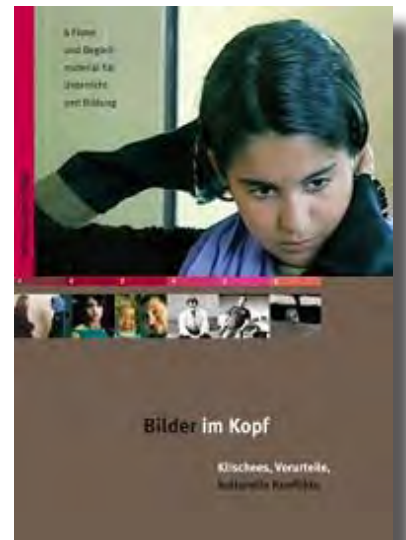 6 Filme
und Begleit-
material für
Unterricht
und Bildung
Bilder im Kopf
Klischees, Vorurteile,
kulturelle Konflikte